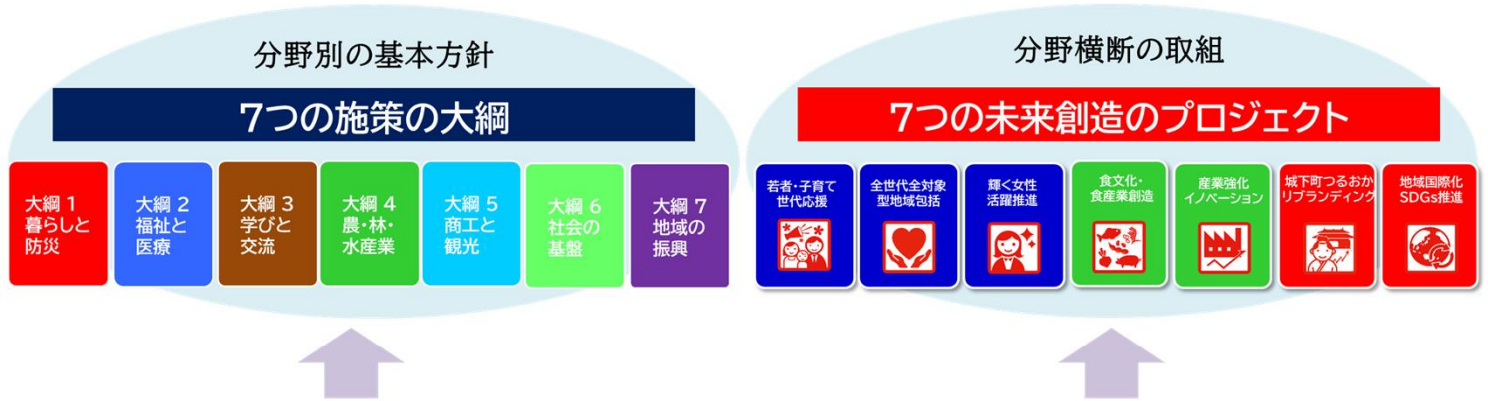 分野別の基本方針
7つの施策の大綱
大綱 1
暮らしと
防災
大綱 2
福祉と
医療
大綱 3
学びと
交流
大綱 4
農・林・
水産業
大綱 5
商工と
観光
大綱 6
社会の
基盤
大綱 7
地域の
振興
分野横断の取組
7つの未来創造のプロジェクト
若者・子育て
世代応援
全世代全対象
型地域包括
輝く女性
活躍推進
食文化・
食産業創造
産業強化
イノベーション
城下町つるおか
リブランディング
地域国際化
SDGs推進